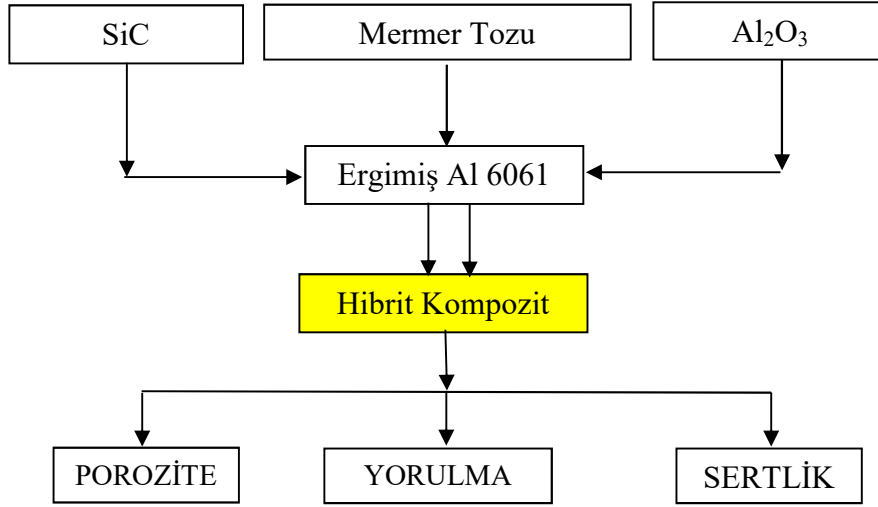 SiC
Mermer Tozu
Al₂O₃
Ergimiş Al 6061
Hibrit Kompozit
POROZİTE
YORULMA
SERTLİK